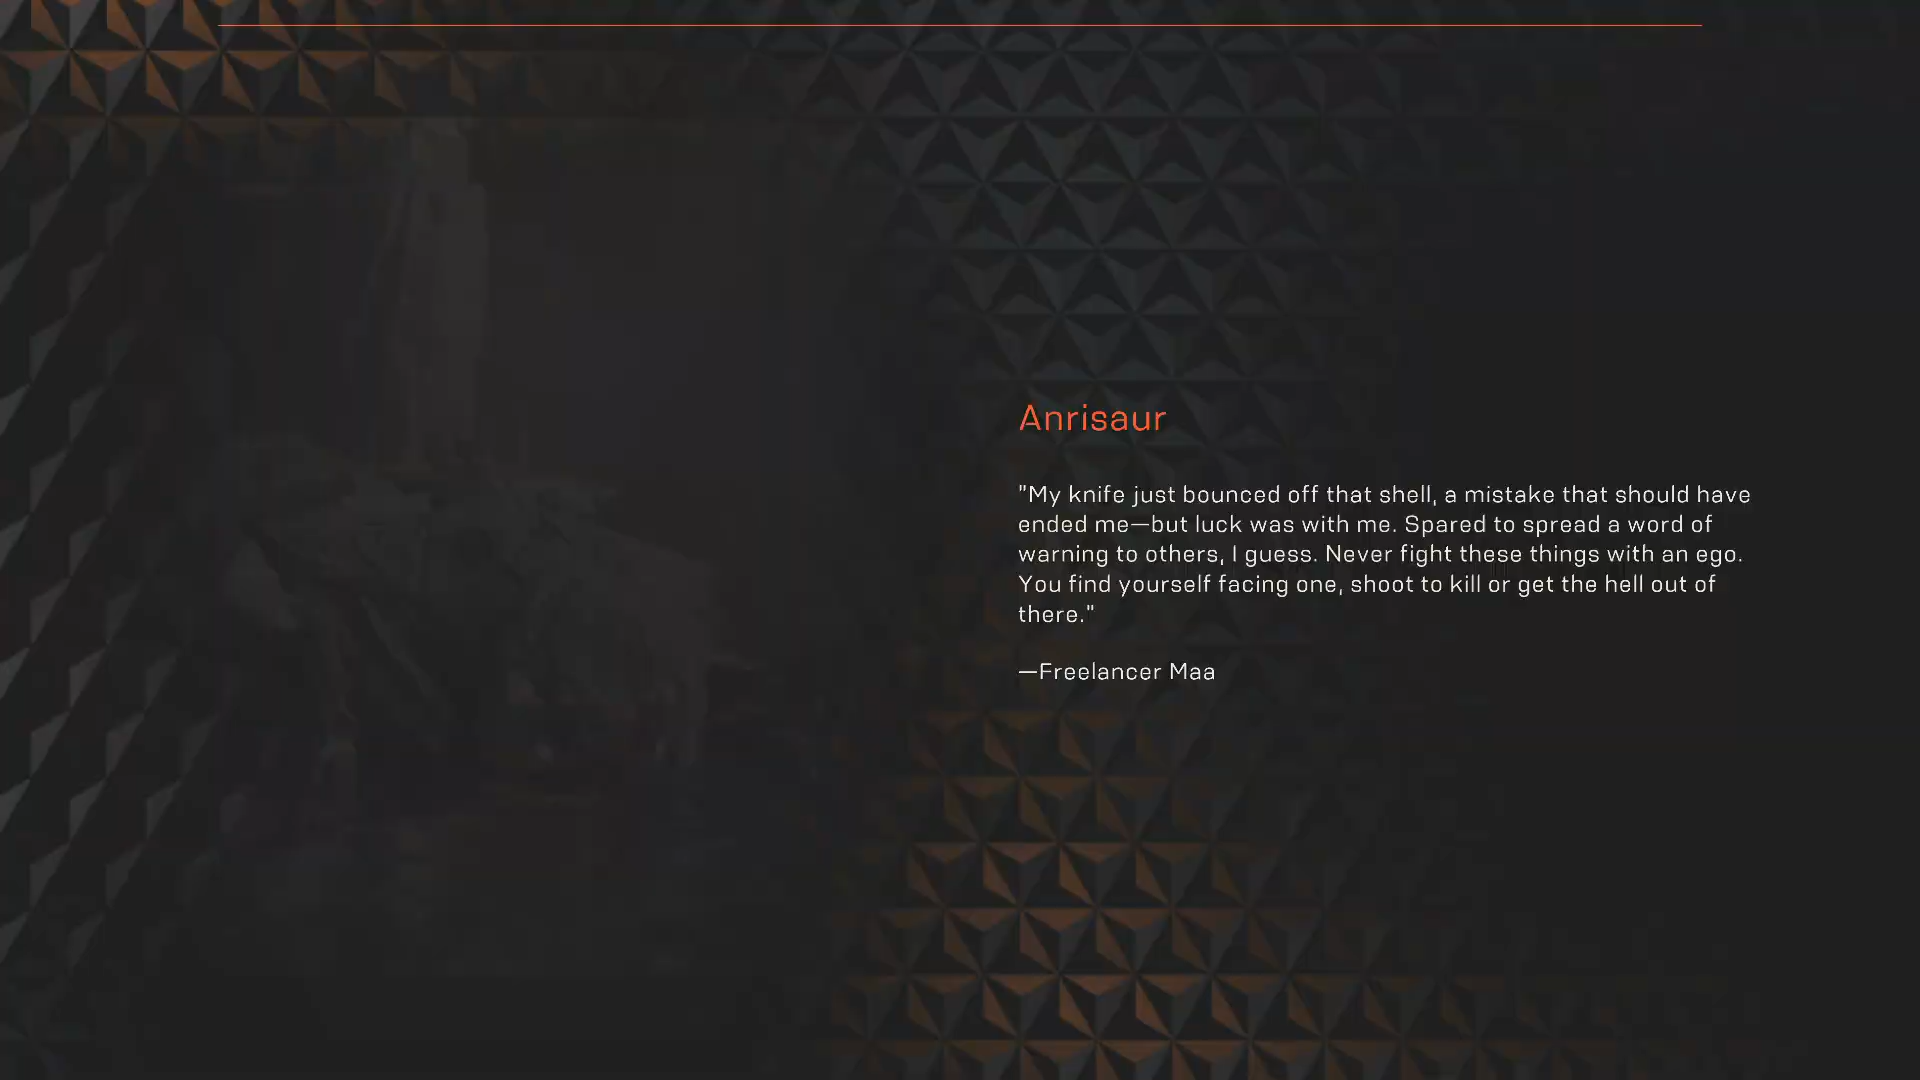 Anrisaur
"My knife just bounced off that shell, a mistake that should have
ended me—but luck was with me. Spared to spread a word of
warning to others, I guess. Never fight these things with an ego.
You find yourself facing one, shoot to kill or get the hell out of
there."
—Freelancer Maa